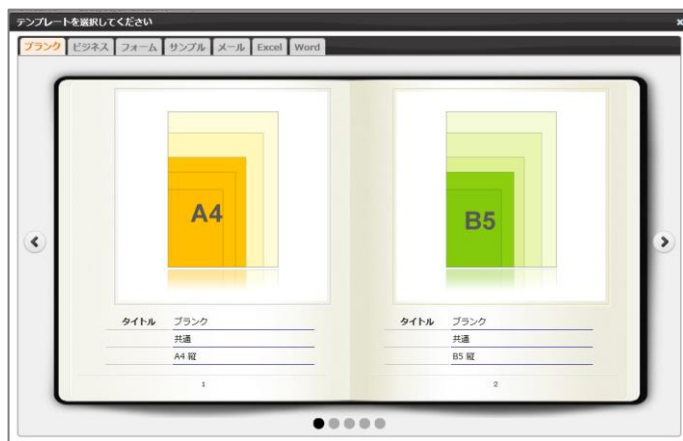 テンプレートを選択してください
ブランク ビジネス フォーム サンプル メール Excel Word
A4
B5
タイトル ブランク
共通
A4 縦
1
タイトル ブランク
共通
B5 縦
2